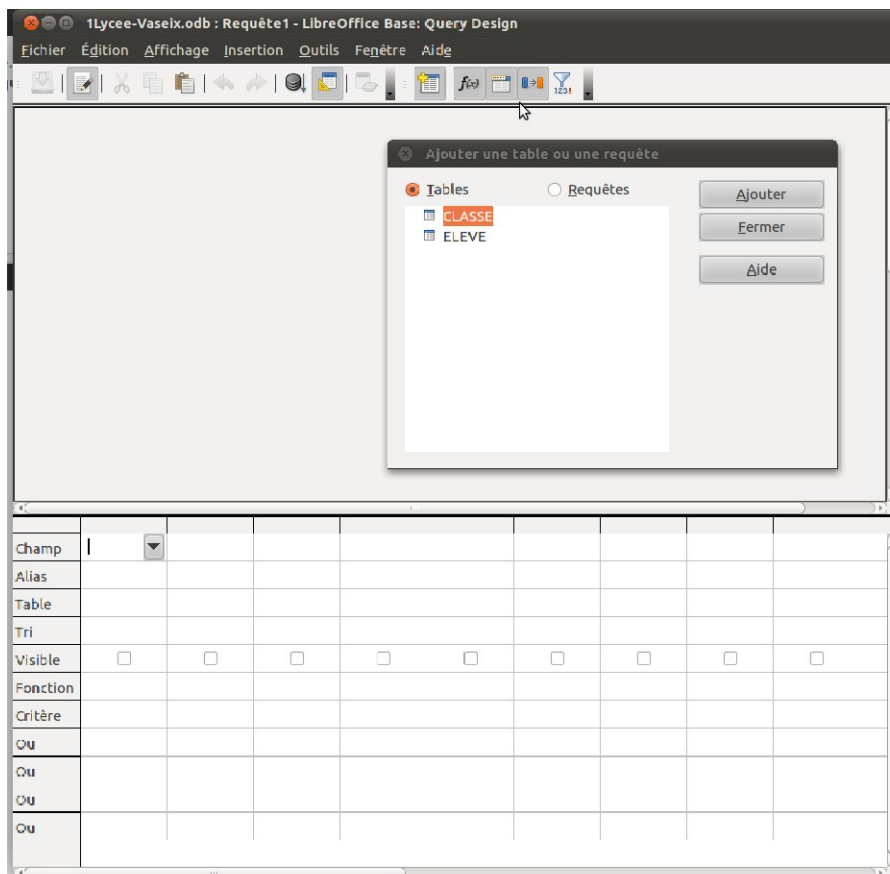 1Lycee-Vaseix.odb : Requête1 - LibreOffice Base: Query Design
Fichier Édition Affichage Insertion Outils Fenêtre Aide
f(x) 123!
Ajouter une table ou une requête
Tables Requêtes Ajouter
CLASSE
ELEVE Fermer
Aide
Champ
Alias
Table
Tri
Visible
Fonction
Critère
Ou
Ou
Ou
Ou